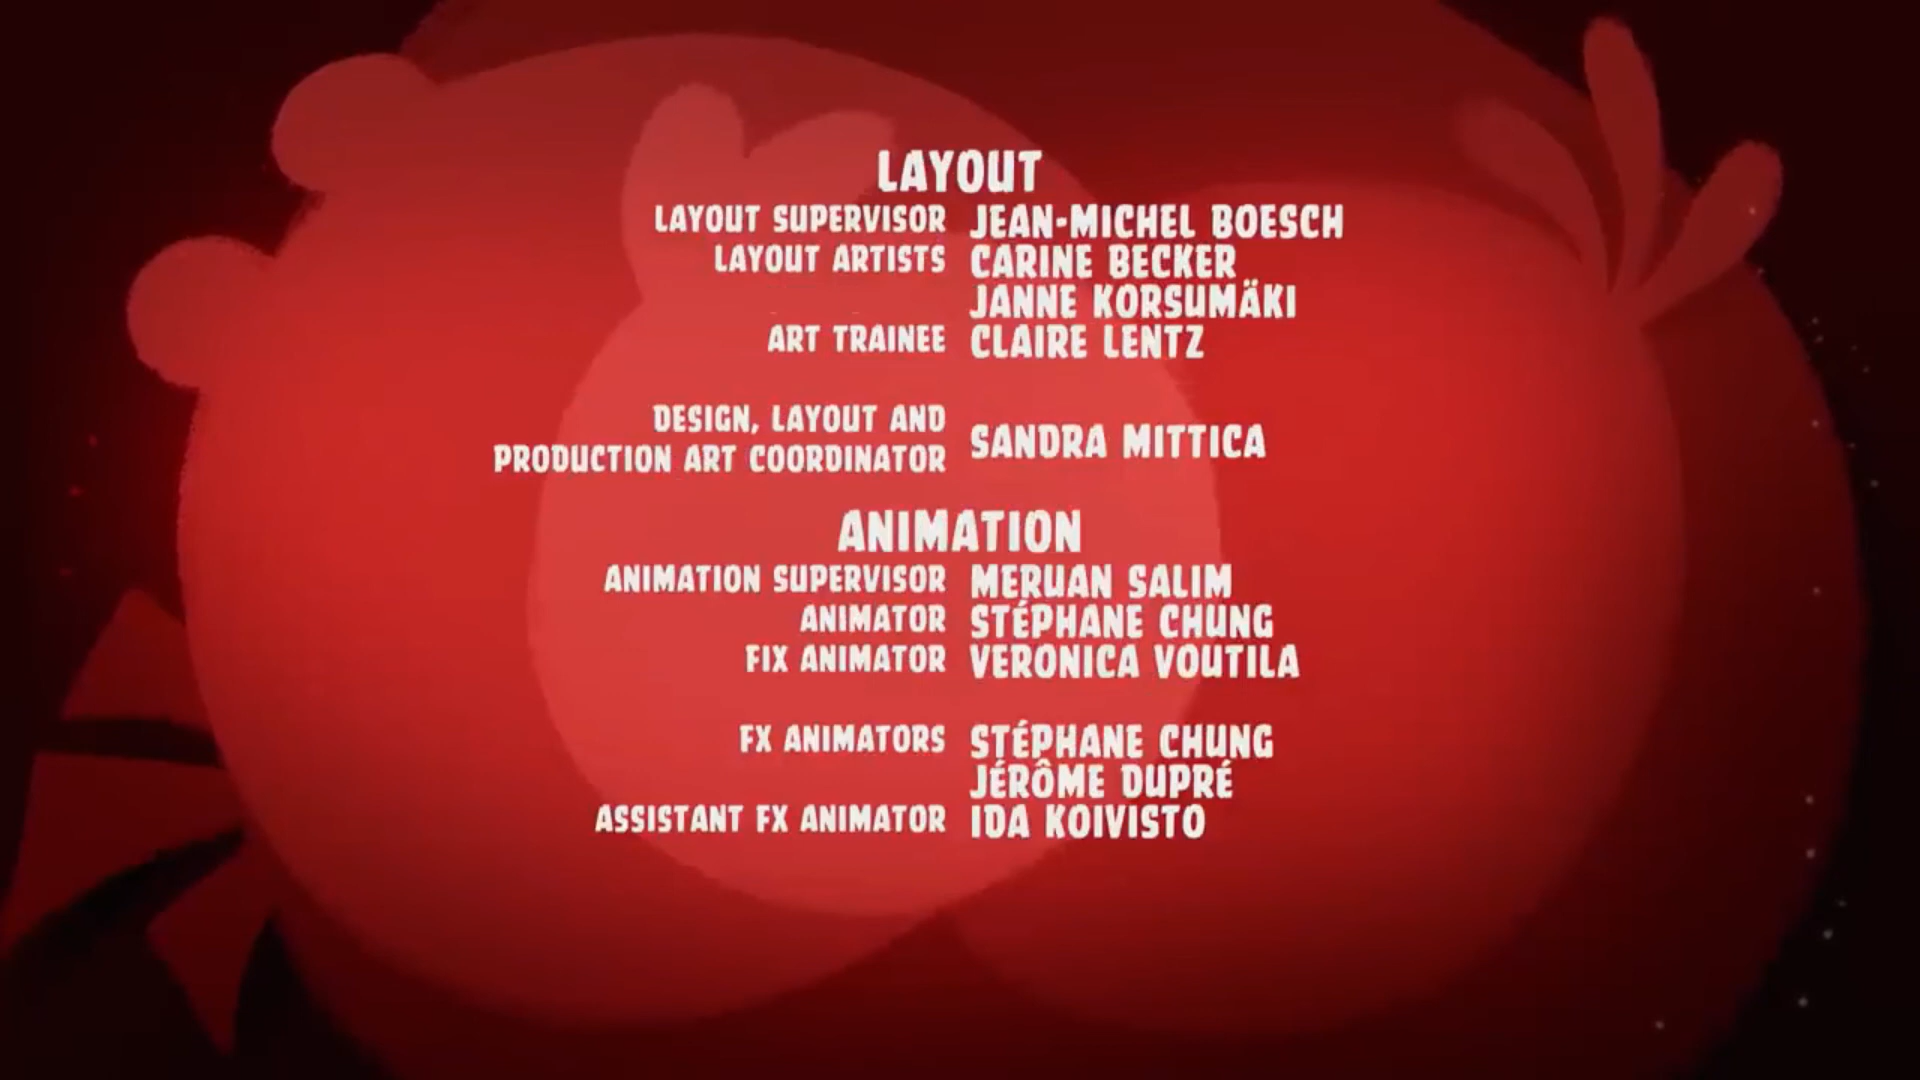 LAYOUT
LAYOUT SUPERVISOR JEAN-MICHEL BOESCH
LAYOUT ARTISTS CARINE BECKER
JANNE KORSUMÄKI
ART TRAINEE CLAIRE LENTZ
DESIGN, LAYOUT AND
PRODUCTION ART COORDINATOR SANDRA MITTICA
ANIMATION
ANIMATION SUPERVISOR MERUAN SALIM
ANIMATOR STÉPHANE CHUNG
FIX ANIMATOR VERONICA VOUTILA
FX ANIMATORS STÉPHANE CHUNG
JÉRÔME DUPRÉ
ASSISTANT FX ANIMATOR IDA KOIVISTO